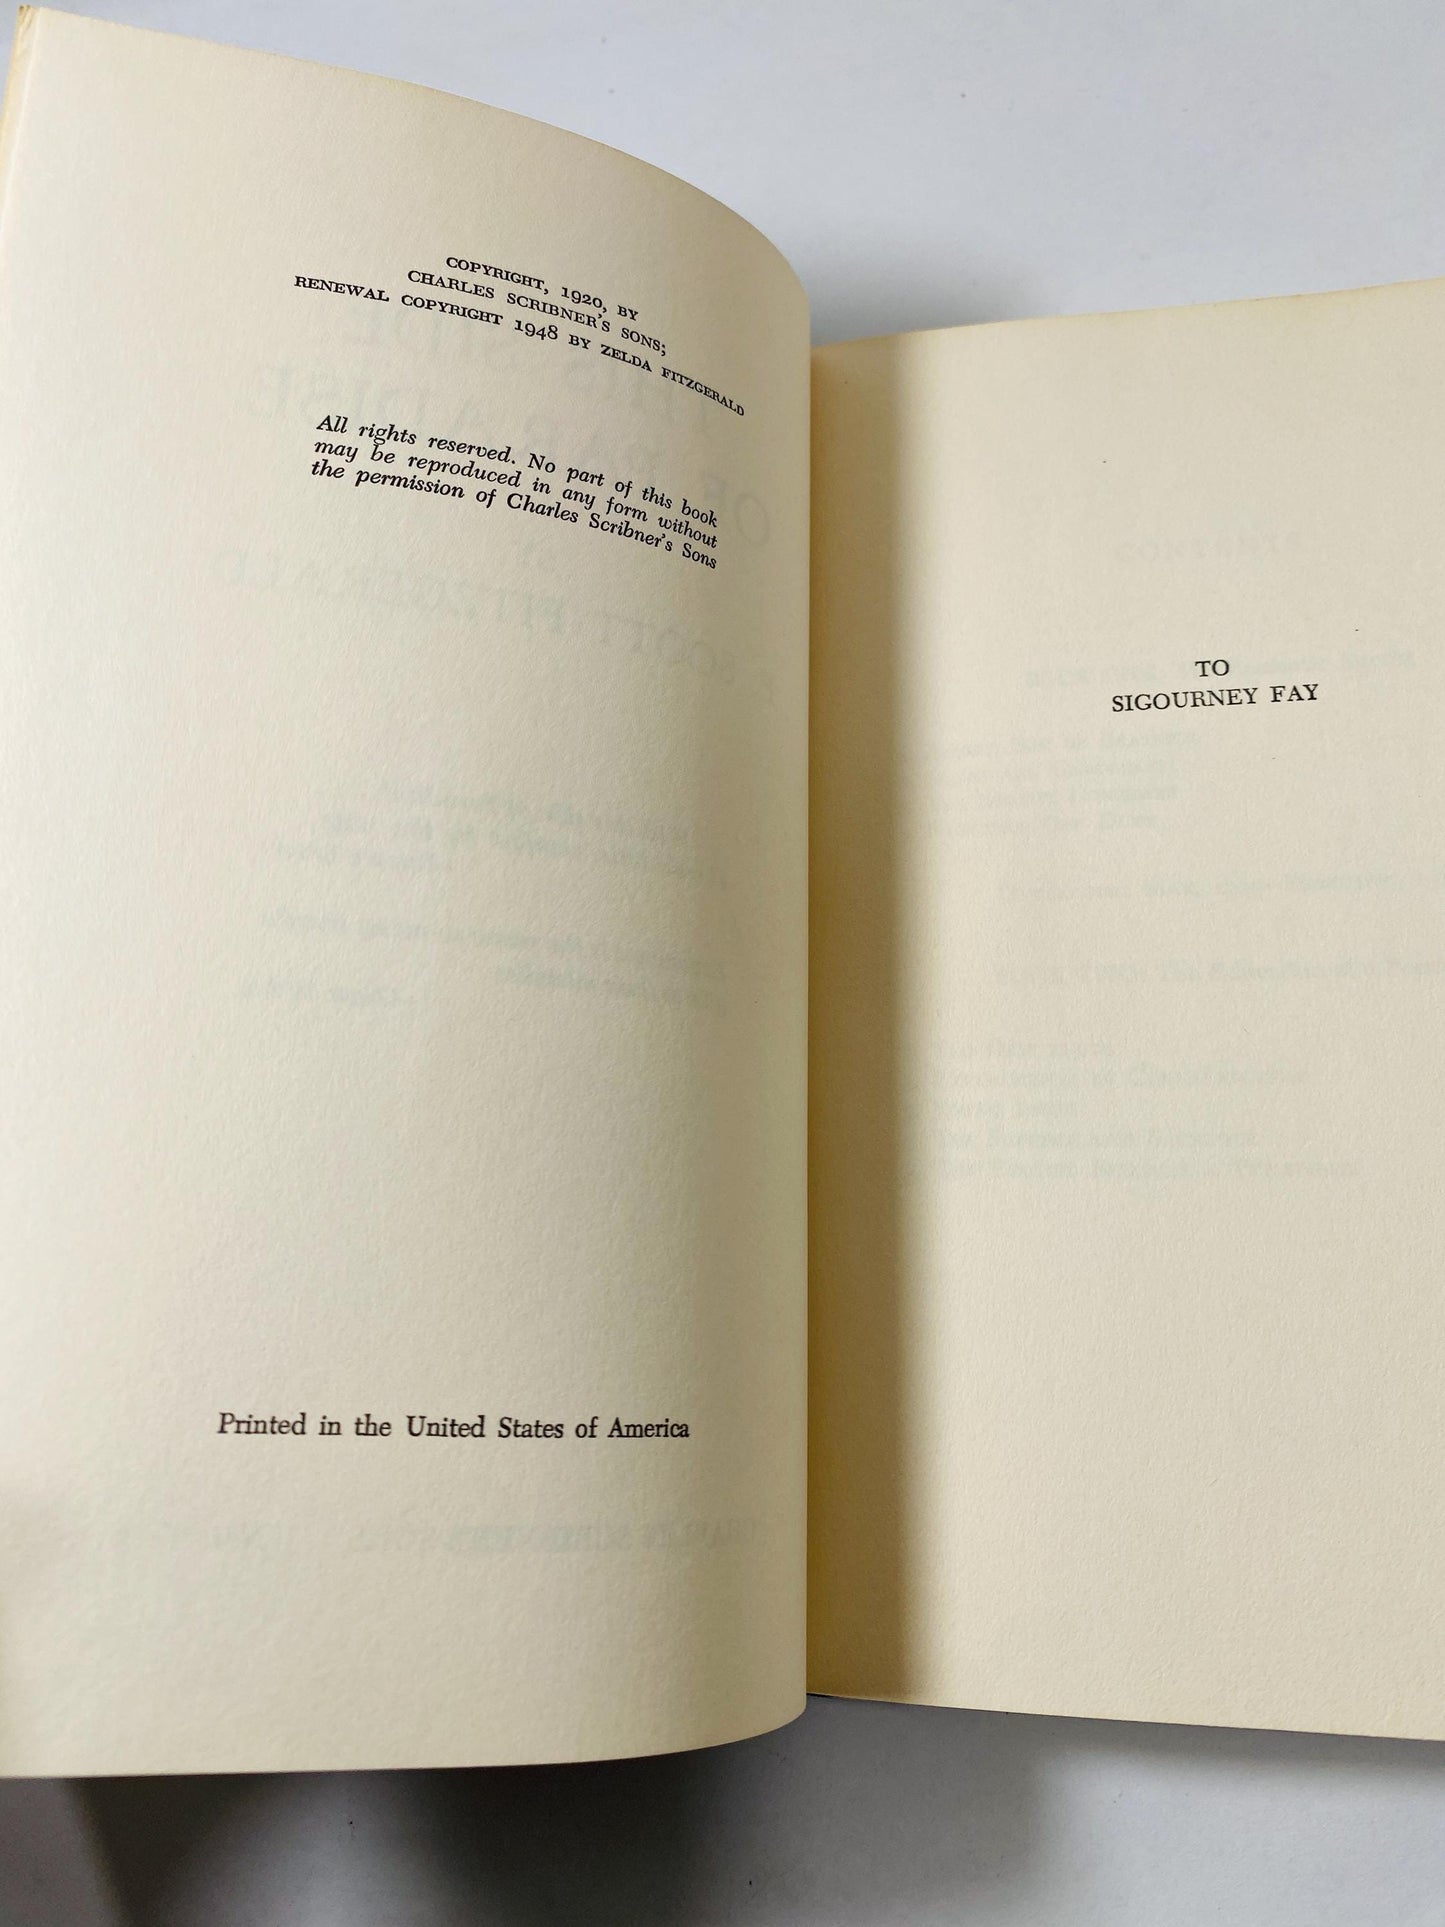 COPYRIGHT, 1920, BY
CHARLES SCRIBNER'S SONS;
RENEWAL COPYRIGHT 1948 BY ZELDA FITZGERALD
All rights reserved. No part of this book
may be reproduced in any form without
the permission of Charles Scribner's Sons
Printed in the United States of America
TO
SIGOURNEY FAY